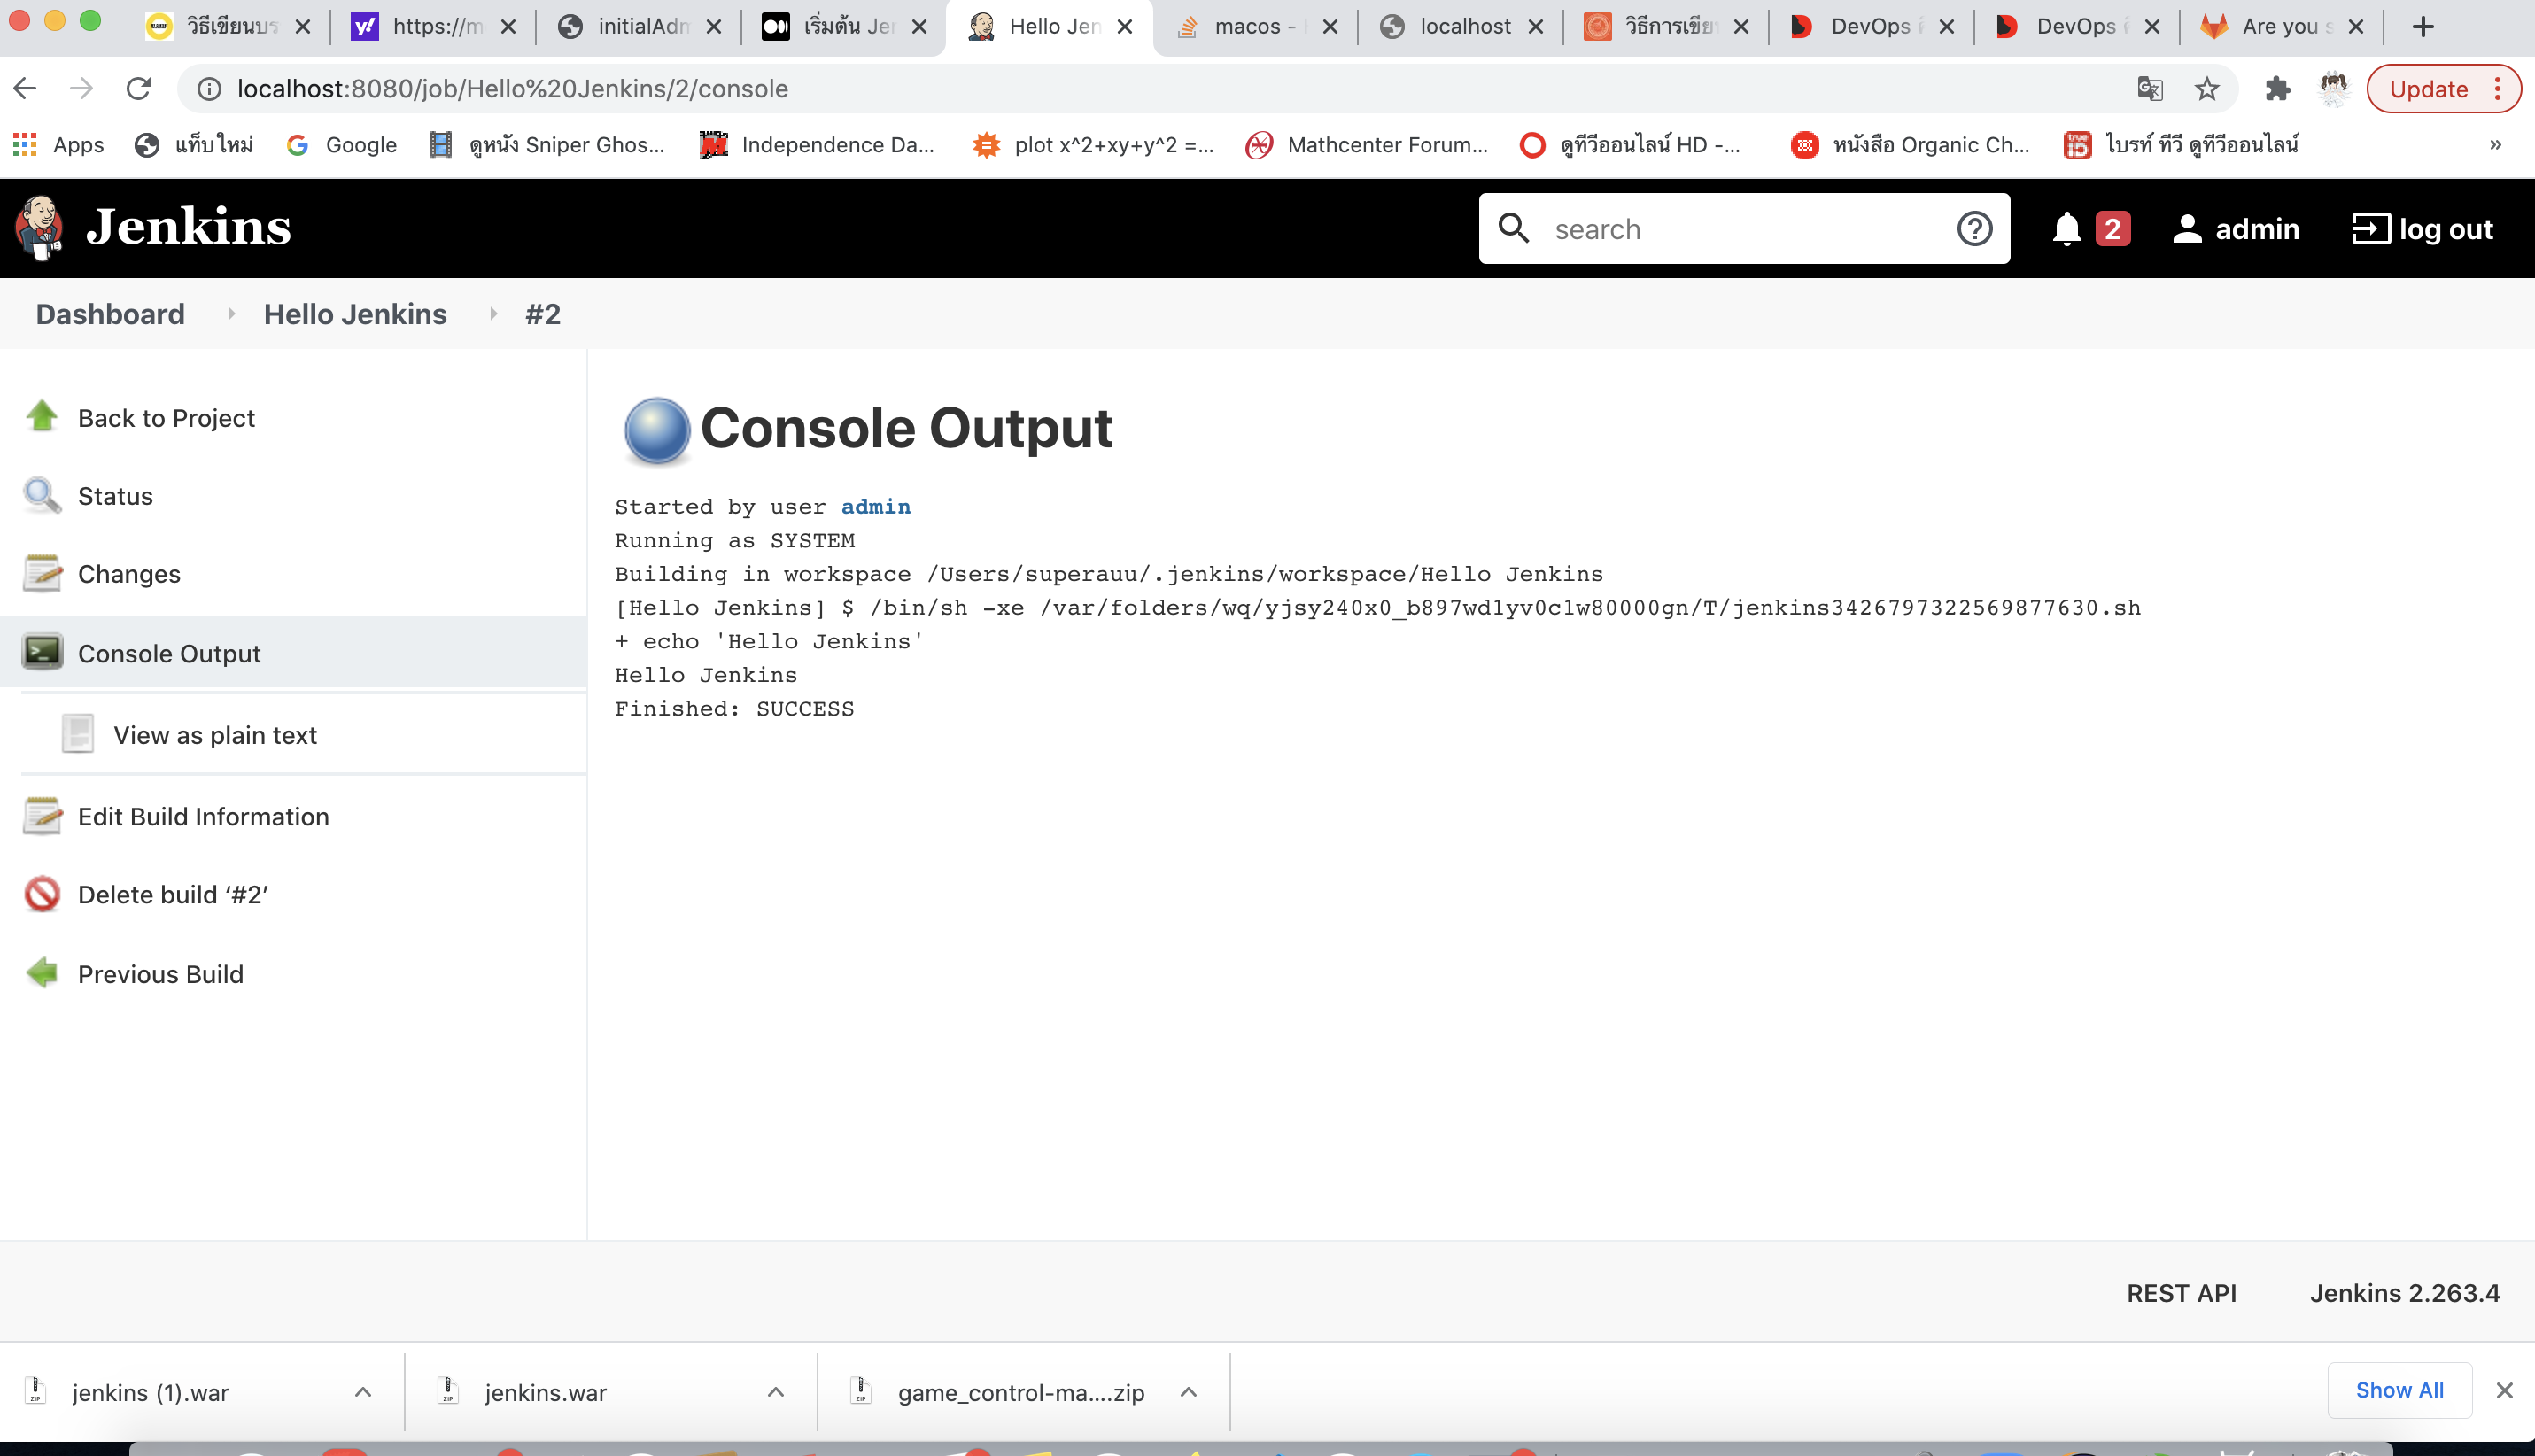 วิธีเขียนบร
https://m
initialAdm
เริ่มต้น Jer
Hello Jen
macos - 
localhost
วิธีการเขีย
DevOps
DevOps
Are you s
localhost:8080/job/Hello%20Jenkins/2/console
Update
Apps
แท็บใหม่
Google
ดูหนัง Sniper Ghos...
Independence Da...
plot x^2+xy+y^2 =...
Mathcenter Forum...
ดูทีวีออนไลน์ HD -...
หนังสือ Organic Ch...
ไบรท์ ทีวี ดูทีวีออนไลน์
»
Jenkins
search
2
admin
log out
Dashboard
Hello Jenkins
#2
Back to Project
Status
Changes
Console Output
View as plain text
Edit Build Information
Delete build ‘#2’
Previous Build
Console Output
Started by user admin
Running as SYSTEM
Building in workspace /Users/superauu/.jenkins/workspace/Hello Jenkins
[Hello Jenkins] $ /bin/sh -xe /var/folders/wq/yjsy240x0_b897wd1yv0c1w80000gn/T/jenkins3426797322569877630.sh
+ echo 'Hello Jenkins'
Hello Jenkins
Finished: SUCCESS
REST API
Jenkins 2.263.4
jenkins (1).war
jenkins.war
game_control-ma....zip
Show All